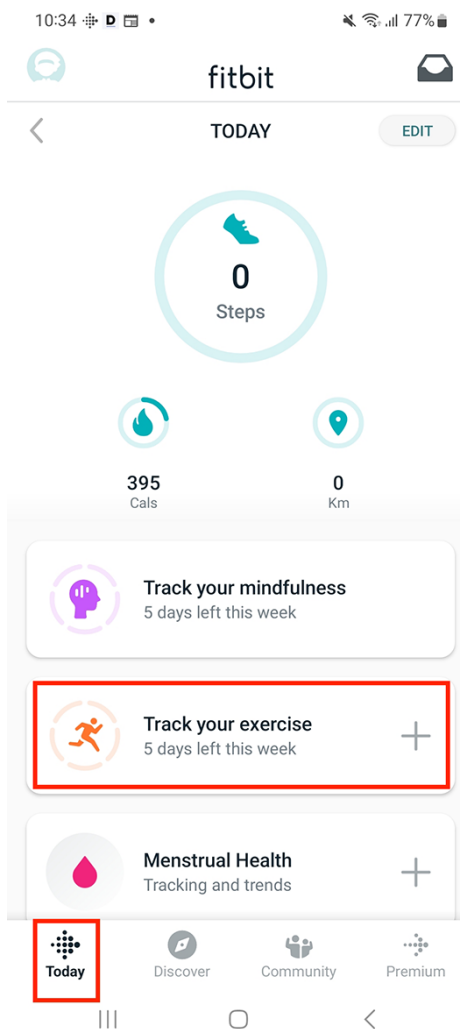 10:34 D 77%
fitbit
TODAY
EDIT
0
Steps
395
Cals
0
Km
Track your mindfulness
5 days left this week
Track your exercise
5 days left this week
Menstrual Health
Tracking and trends
Today
Discover
Community
Premium